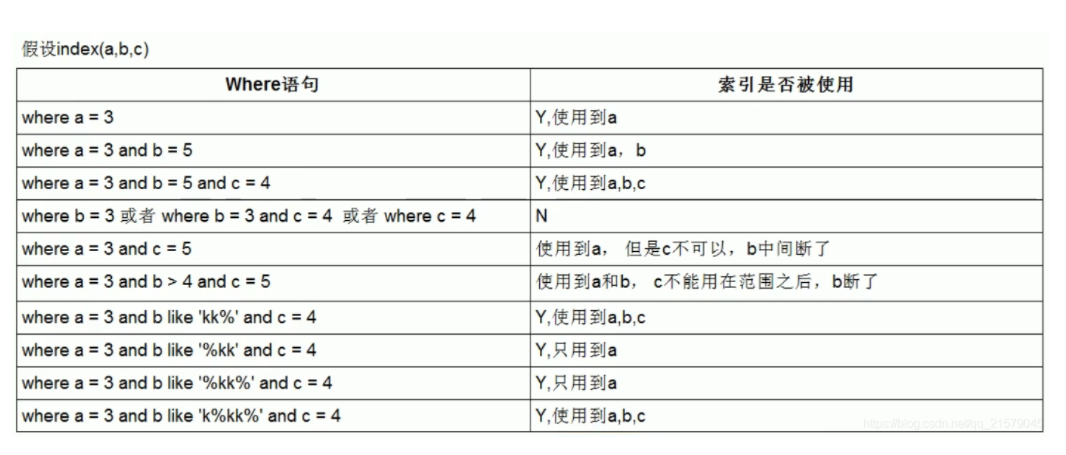 假设index(a,b,c)
Where语句 索引是否被使用
where a = 3 Y,使用到a
where a = 3 and b = 5 Y,使用到a，b
where a = 3 and b = 5 and c = 4 Y,使用到a,b,c
where b = 3 或者 where b = 3 and c = 4 或者 where c = 4 N
where a = 3 and c = 5 使用到a， 但是c不可以，b中间断了
where a = 3 and b > 4 and c = 5 使用到a和b， c不能用在范围之后，b断了
where a = 3 and b like 'kk%' and c = 4 Y,使用到a,b,c
where a = 3 and b like '%kk' and c = 4 Y,只用到a
where a = 3 and b like '%kk%' and c = 4 Y,只用到a
where a = 3 and b like 'k%kk%' and c = 4 Y,使用到a,b,c